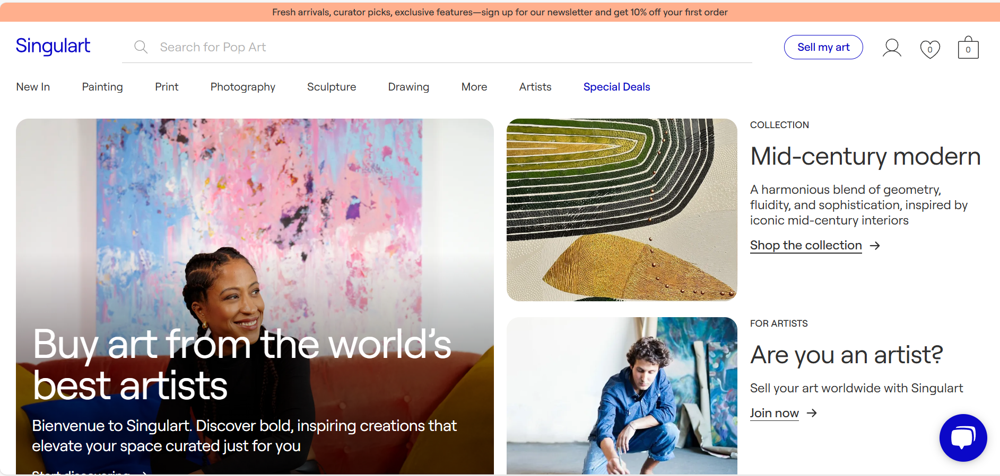 Fresh arrivals, curator picks, exclusive features—sign up for our newsletter and get 10% off your first order
Singulart
Search for Pop Art
Sell my art
0
0
New In
Painting
Print
Photography
Sculpture
Drawing
More
Artists
Special Deals
Buy art from the world’s
best artists
Bienvenue to Singulart. Discover bold, inspiring creations that
elevate your space curated just for you
Start discovering
COLLECTION
Mid-century modern
A harmonious blend of geometry,
fluidity, and sophistication, inspired by
iconic mid-century interiors
Shop the collection →
FOR ARTISTS
Are you an artist?
Sell your art worldwide with Singulart
Join now →